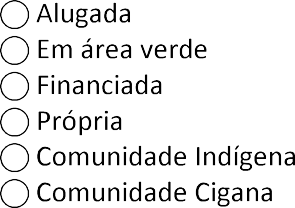 Alugada
Em área verde
Financiada
Própria
Comunidade Indígena
Comunidade Cigana